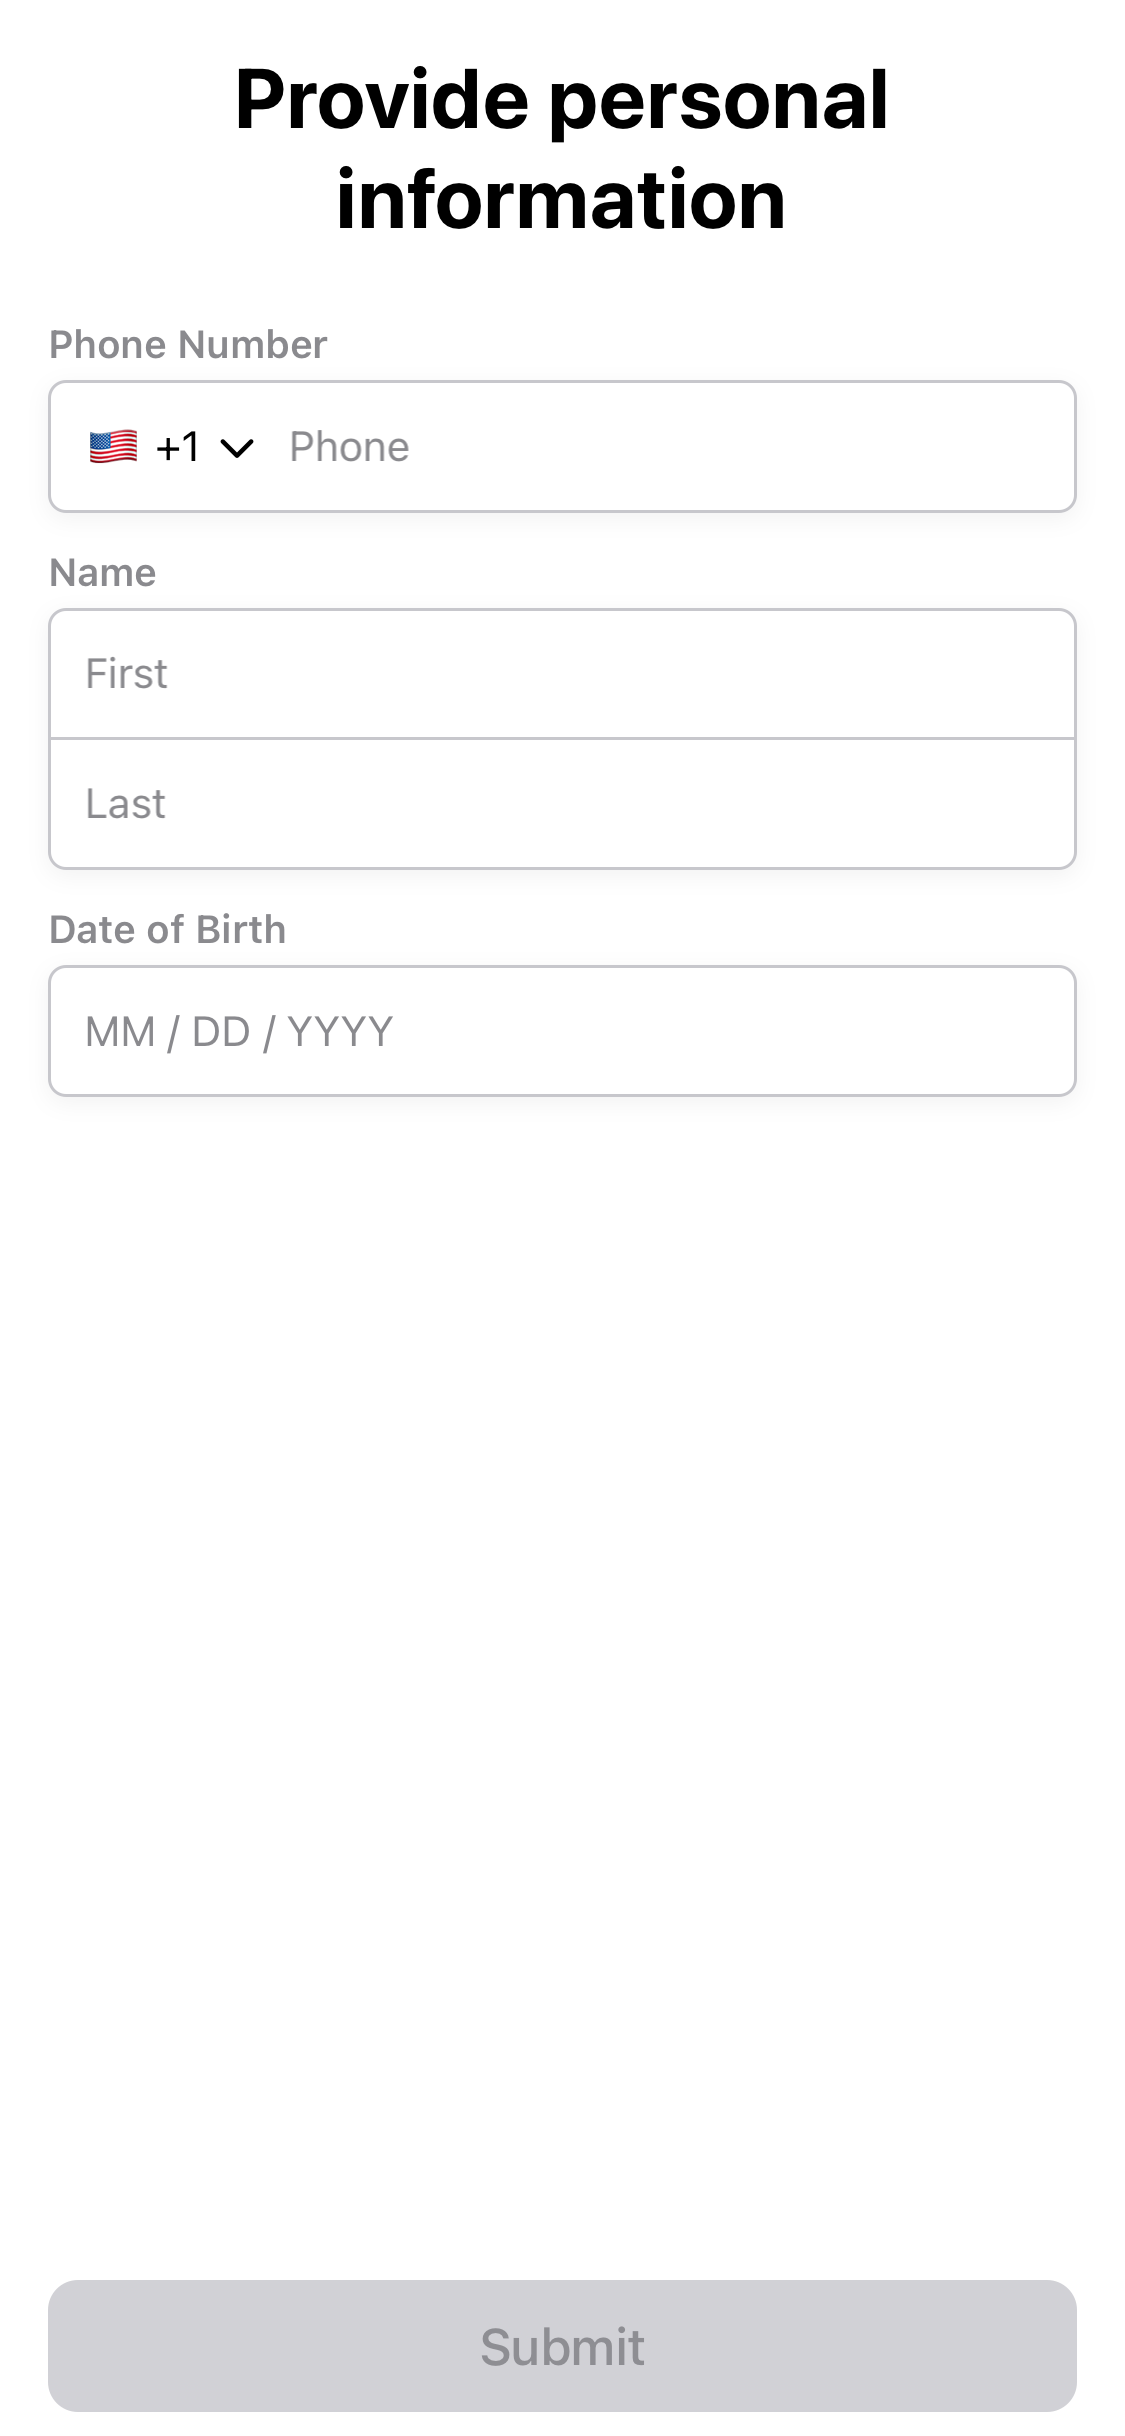 Provide personal
information
Phone Number
🇺🇸 +1 Phone
Name
First
Last
Date of Birth
MM / DD / YYYY
Submit